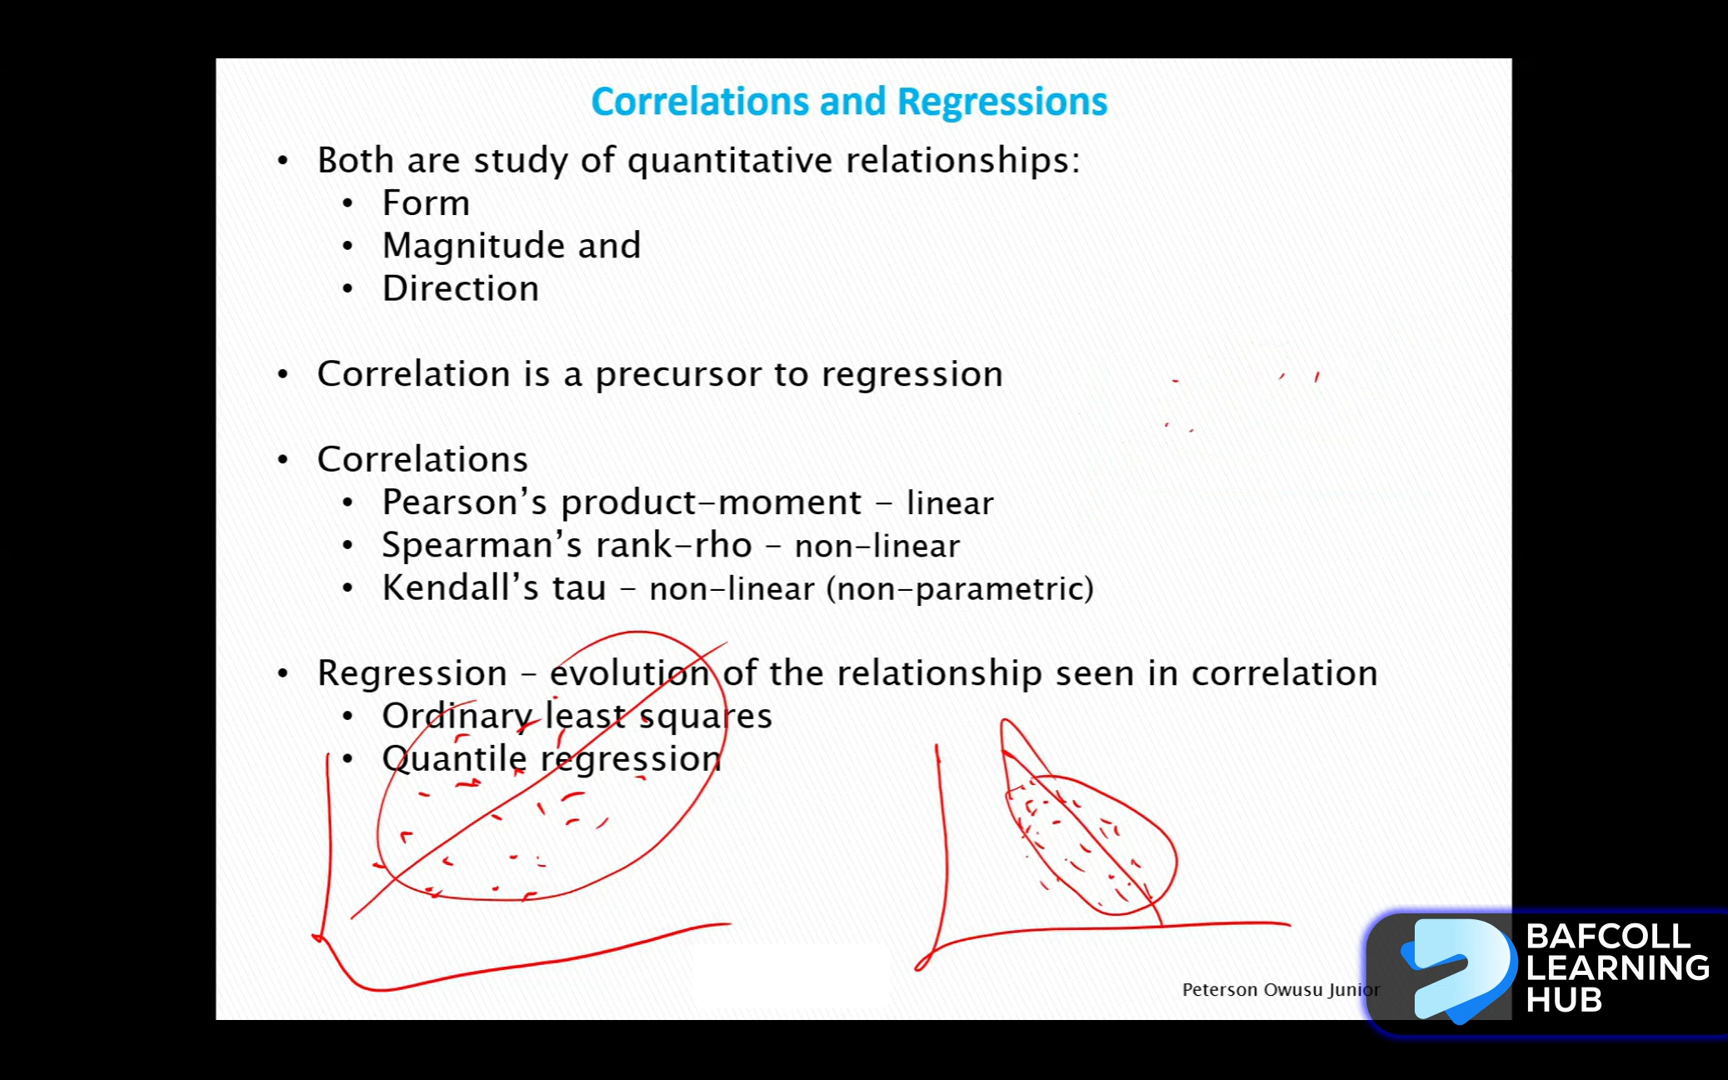 Correlations and Regressions
• Both are study of quantitative relationships:
• Form
• Magnitude and
• Direction
• Correlation is a precursor to regression
• Correlations
• Pearson’s product-moment – linear
• Spearman’s rank-rho – non-linear
• Kendall’s tau – non-linear (non-parametric)
• Regression – evolution of the relationship seen in correlation
• Ordinary least squares
• Quantile regression
Peterson Owusu Junior
BAFCOLL
LEARNING
HUB